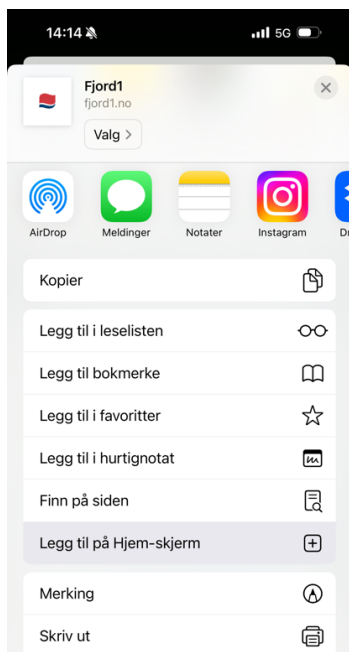 14:14 5G
Fjord1
fjord1.no
Valg >
AirDrop Meldinger Notater Instagram
Kopier
Legg til i leselisten
Legg til bokmerke
Legg til i favoritter
Legg til i hurtignotat
Finn på siden
Legg til på Hjem-skjerm
Merking
Skriv ut